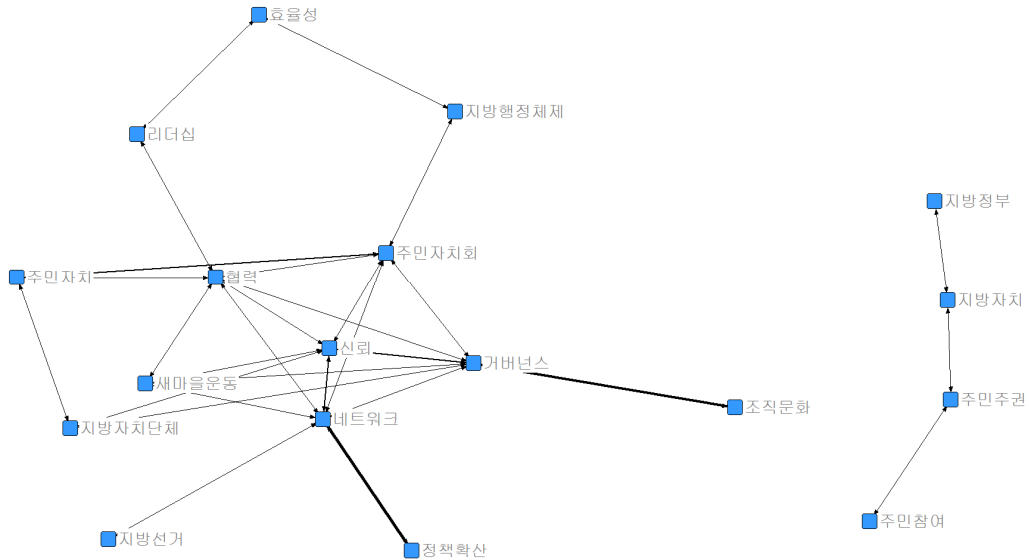 효율성
지방행정체제
리더십
지방정부
주민자치회
주민자치
협력
지방자치
신뢰
거버넌스
새마을운동
주민주권
조직문화
네트워크
지방자치단체
주민참여
지방선거
정책확산